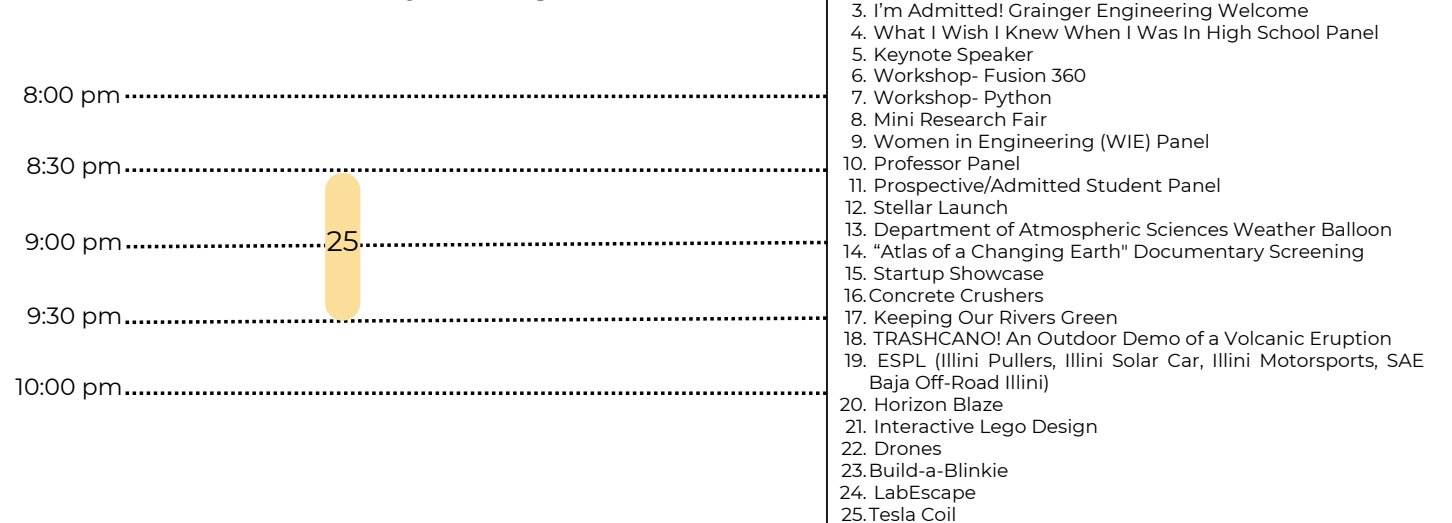 8:00 pm
8:30 pm
25
9:00 pm
9:30 pm
10:00 pm
3. I’m Admitted! Grainger Engineering Welcome
4. What I Wish I Knew When I Was In High School Panel
5. Keynote Speaker
6. Workshop- Fusion 360
7. Workshop- Python
8. Mini Research Fair
9. Women in Engineering (WIE) Panel
10. Professor Panel
11. Prospective/Admitted Student Panel
12. Stellar Launch
13. Department of Atmospheric Sciences Weather Balloon
14. “Atlas of a Changing Earth" Documentary Screening
15. Startup Showcase
16.Concrete Crushers
17. Keeping Our Rivers Green
18. TRASHCANO! An Outdoor Demo of a Volcanic Eruption
19. ESPL (Illini Pullers, Illini Solar Car, Illini Motorsports, SAE
Baja Off-Road Illini)
20. Horizon Blaze
21. Interactive Lego Design
22. Drones
23.Build-a-Blinkie
24. LabEscape
25.Tesla Coil